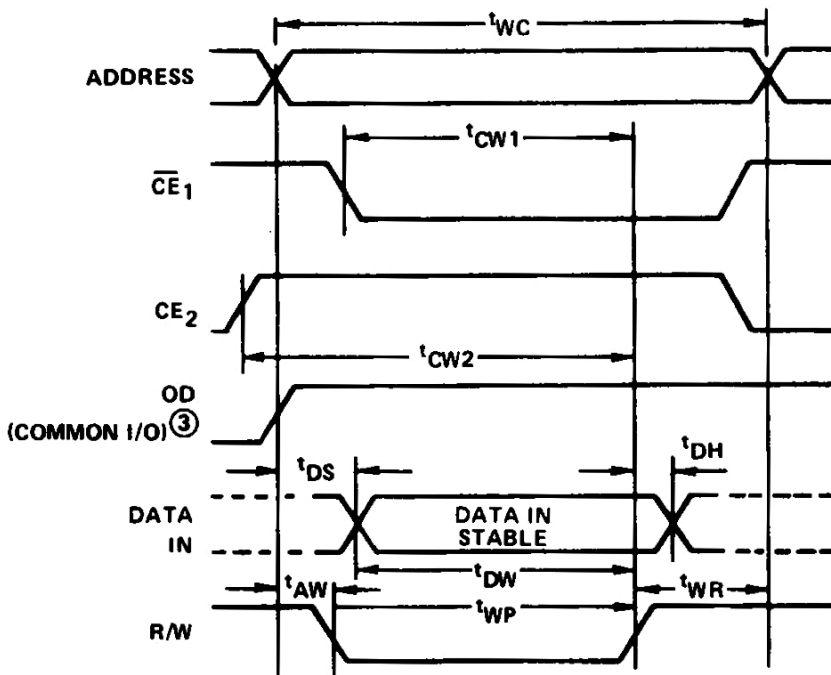 tWC
ADDRESS
tCW1
CE1
CE2
tCW2
OD
(COMMON I/O) ③
tDS
tDH
DATA IN
DATA IN STABLE
tDW
tAW
tWP
tWR
R/W